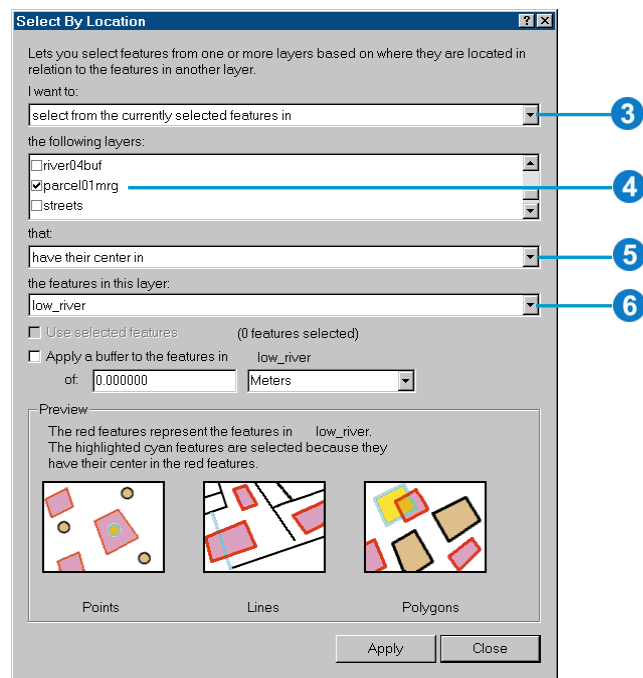 Select By Location
Lets you select features from one or more layers based on where they are located in
relation to the features in another layer.
I want to:
select from the currently selected features in
3
the following layers:
river04buf
parcel01mrg
4
streets
that:
have their center in
5
the features in this layer:
low_river
6
Use selected features (0 features selected)
Apply a buffer to the features in low_river
of: 0.000000 Meters
Preview
The red features represent the features in low_river.
The highlighted cyan features are selected because they
have their center in the red features.
Points Lines Polygons
Apply Close